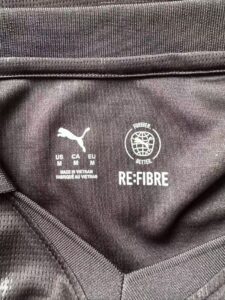 FOREVER.
BETTER.
US CA EU
M M M
MADE IN VIETNAM
FABRIQUÉ AU VIETNAM
RE:FIBRE